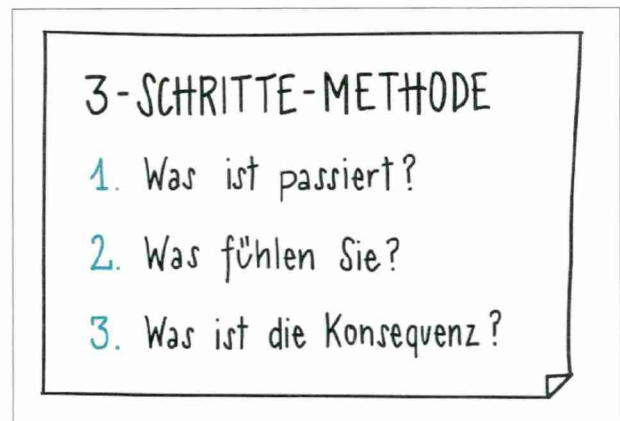 3-SCHRITTE-METHODE
1. Was ist passiert?
2. Was fühlen Sie?
3. Was ist die Konsequenz?